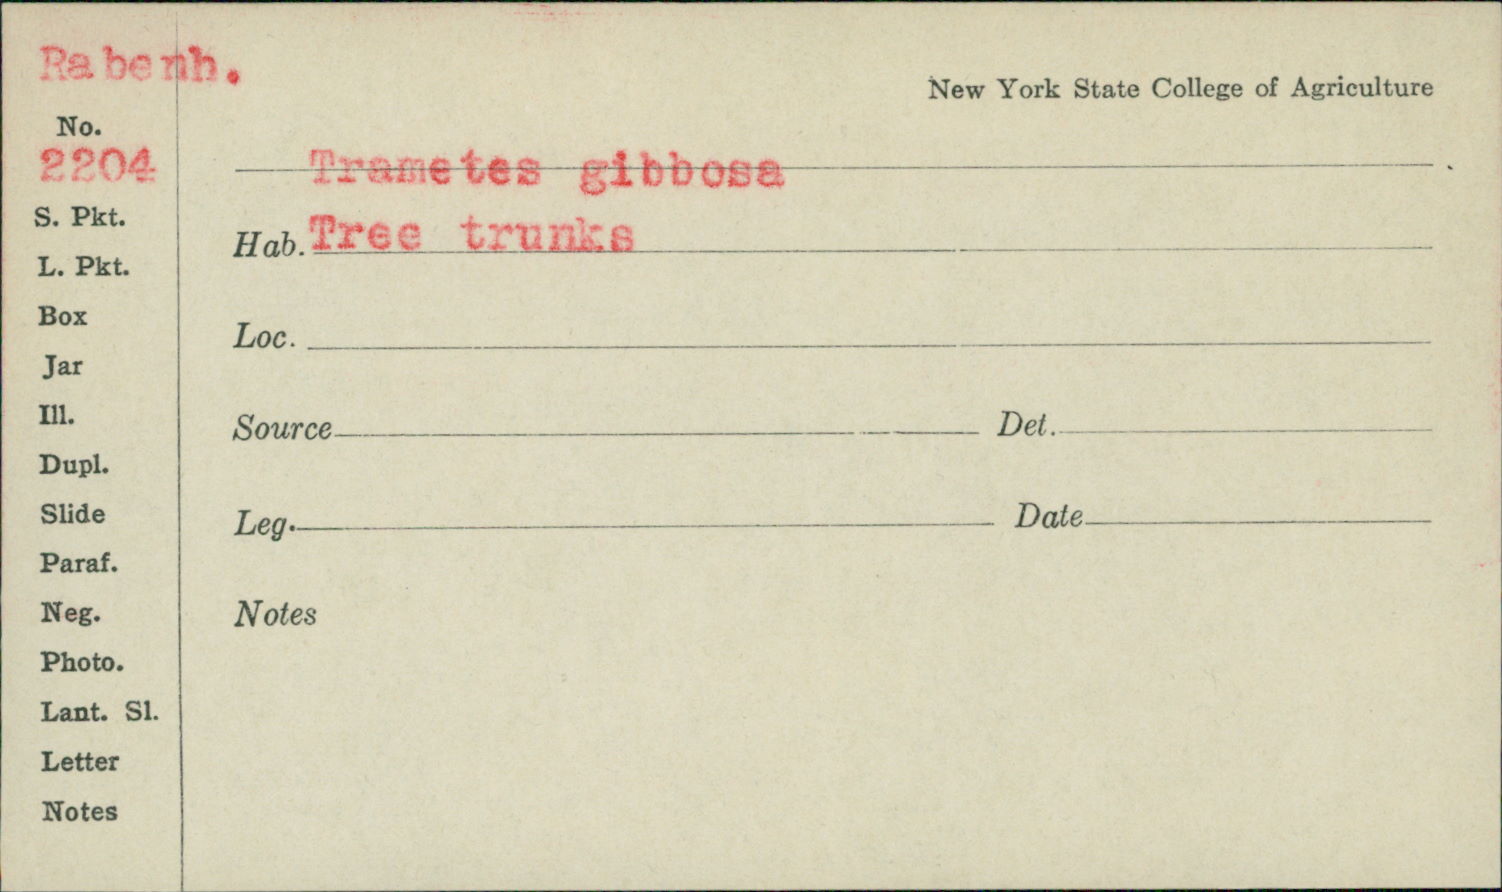 Rabenh.
New York State College of Agriculture
No.
2204
Trametes gibbosa
S. Pkt.
Hab. Tree trunks
L. Pkt.
Box
Loc.
Jar
Ill.
Source Det.
Dupl.
Slide
Leg. Date
Paraf.
Neg.
Notes
Photo.
Lant. Sl.
Letter
Notes